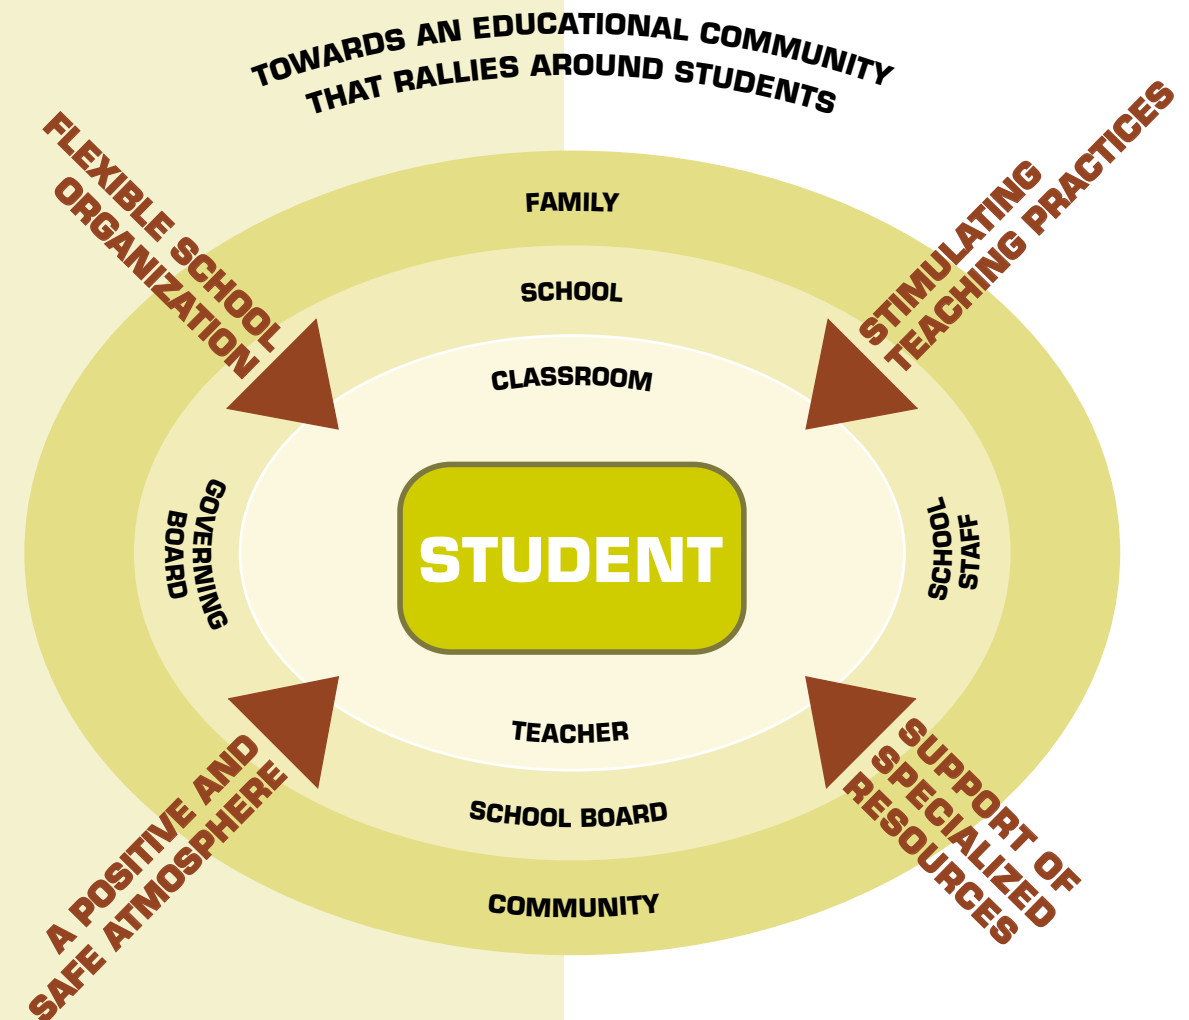 TOWARDS AN EDUCATIONAL COMMUNITY
THAT RALLIES AROUND STUDENTS
FLEXIBLE SCHOOL
ORGANIZATION
STIMULATING
TEACHING PRACTICES
FAMILY
SCHOOL
CLASSROOM
GOVERNING
BOARD
STUDENT
SCHOOL
STAFF
TEACHER
SCHOOL BOARD
COMMUNITY
A POSITIVE AND
SAFE ATMOSPHERE
SUPPORT OF
SPECIALIZED
RESOURCES